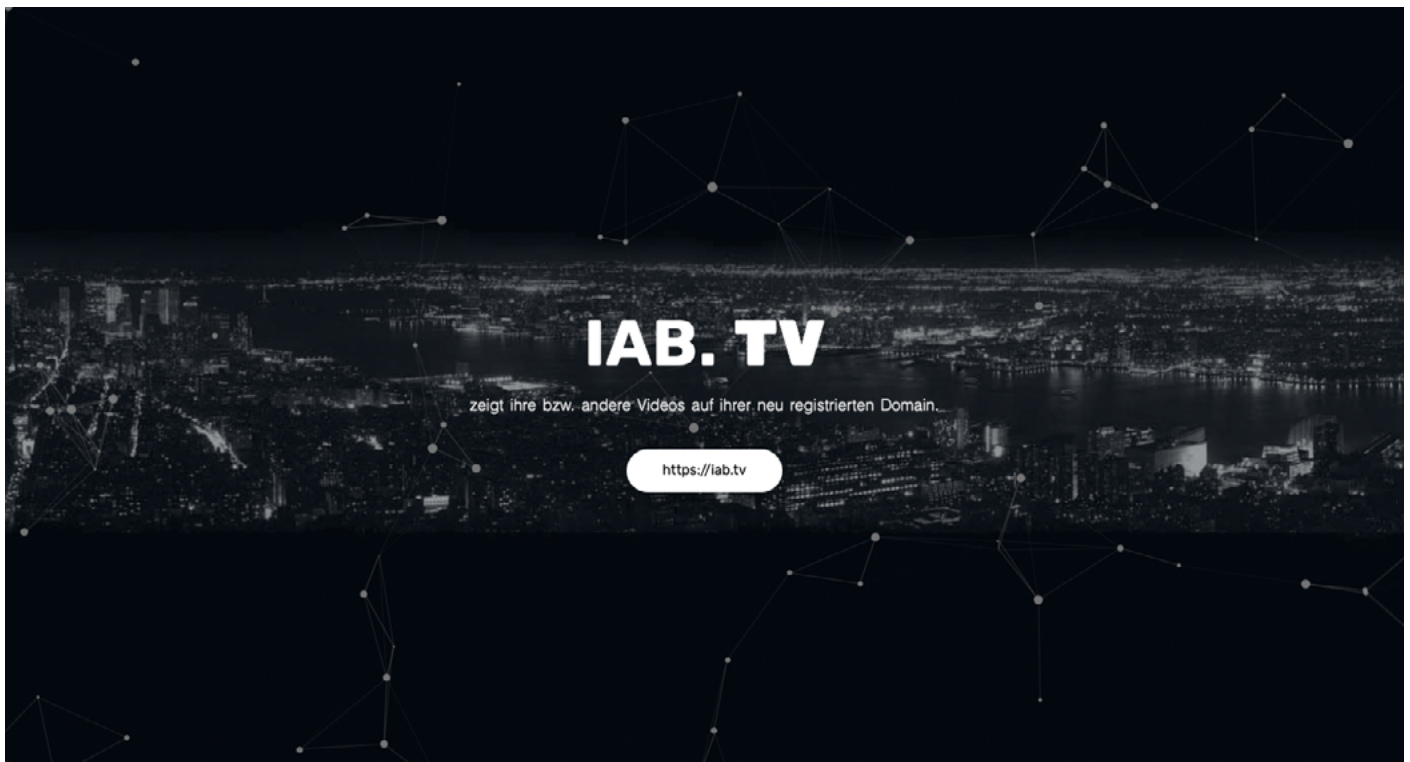 IAB. TV
zeigt ihre bzw. andere Videos auf ihrer neu registrierten Domain.
https://iab.tv